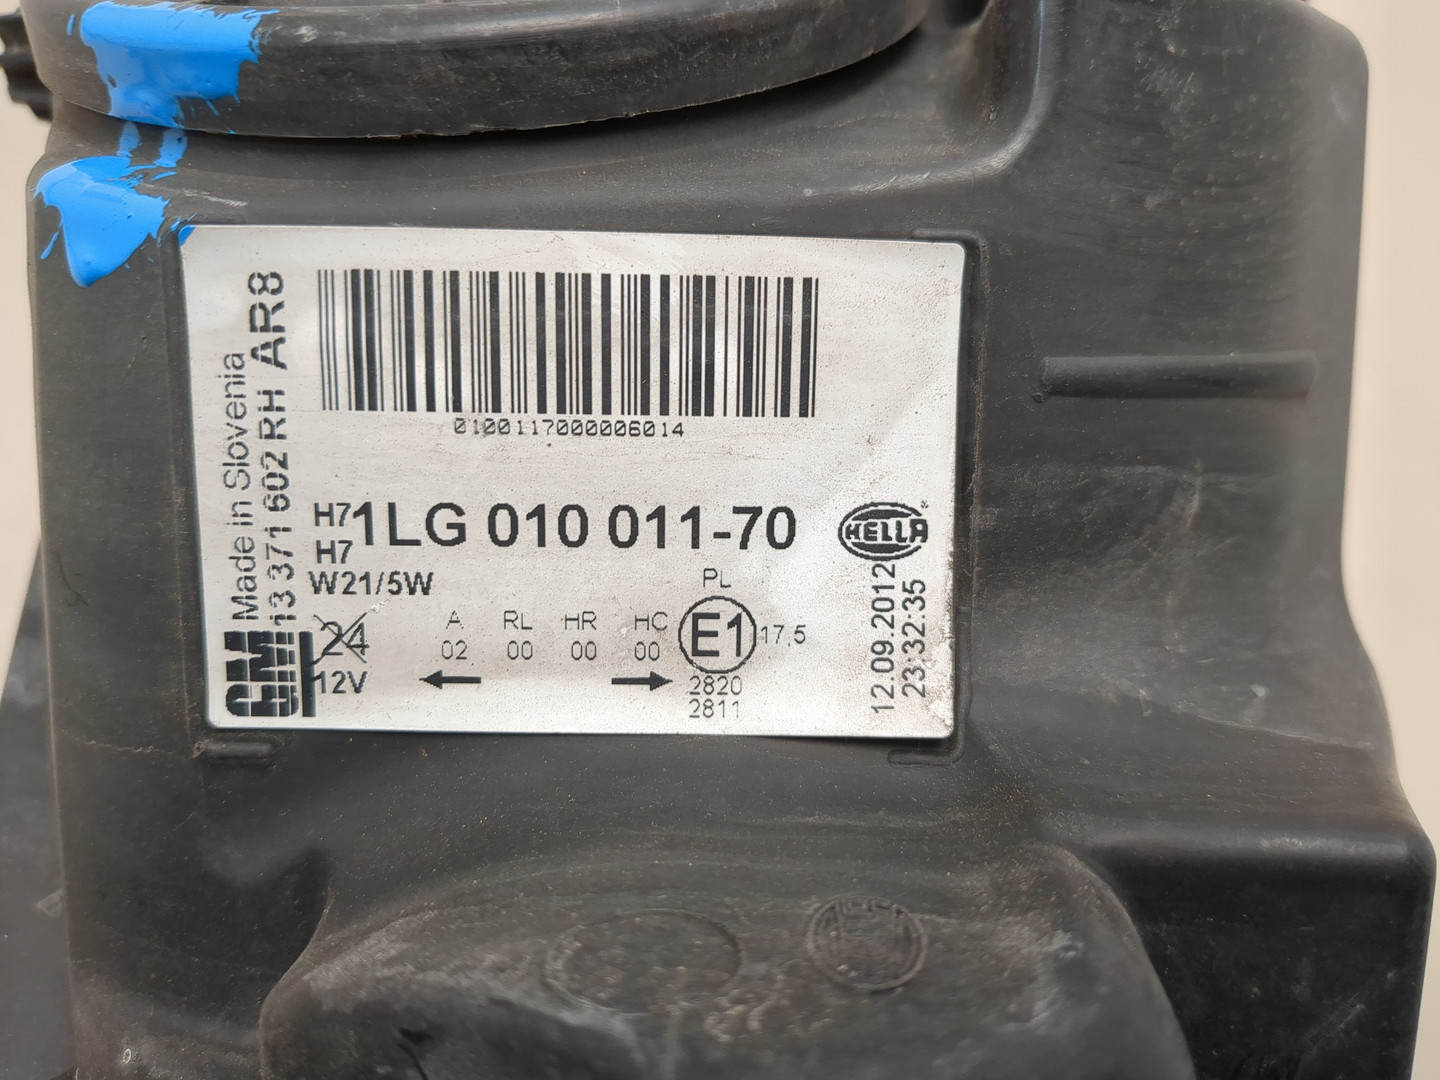 Made in Slovenia
13 371 602 RH AR8
GM
0100117000006014
H7 1LG 010 011-70
HELLA
H7
W21/5W
PL
24
A RL HR HC
02 00 00 00
E1 17.5
12V
2820
2811
12.09.2012
23:32:35